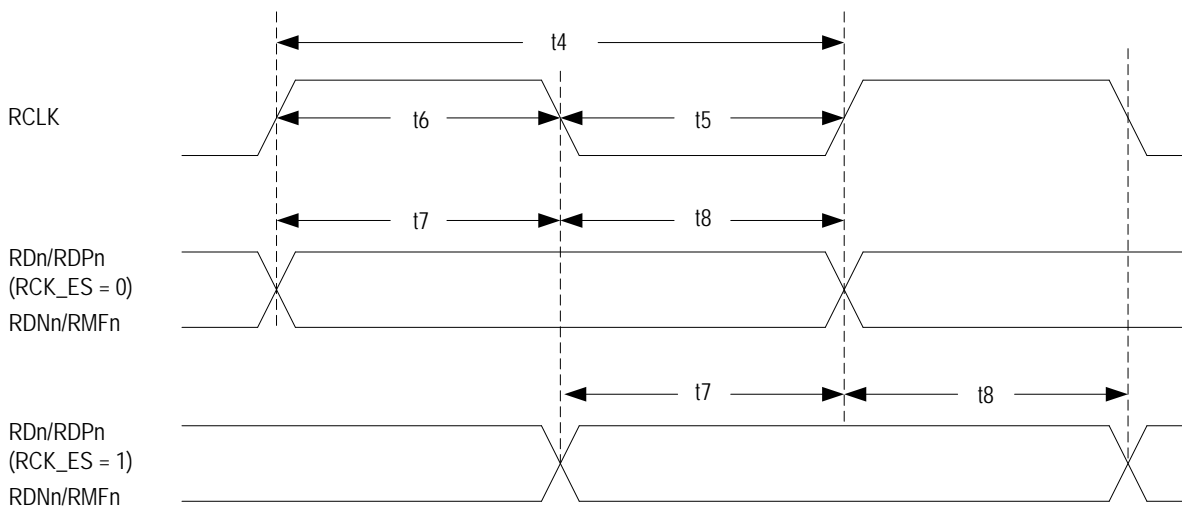 t4
RCLK
t6
t5
t7
t8
RDn/RDPn
(RCK_ES = 0)
RDNn/RMFn
t7
t8
RDn/RDPn
(RCK_ES = 1)
RDNn/RMFn